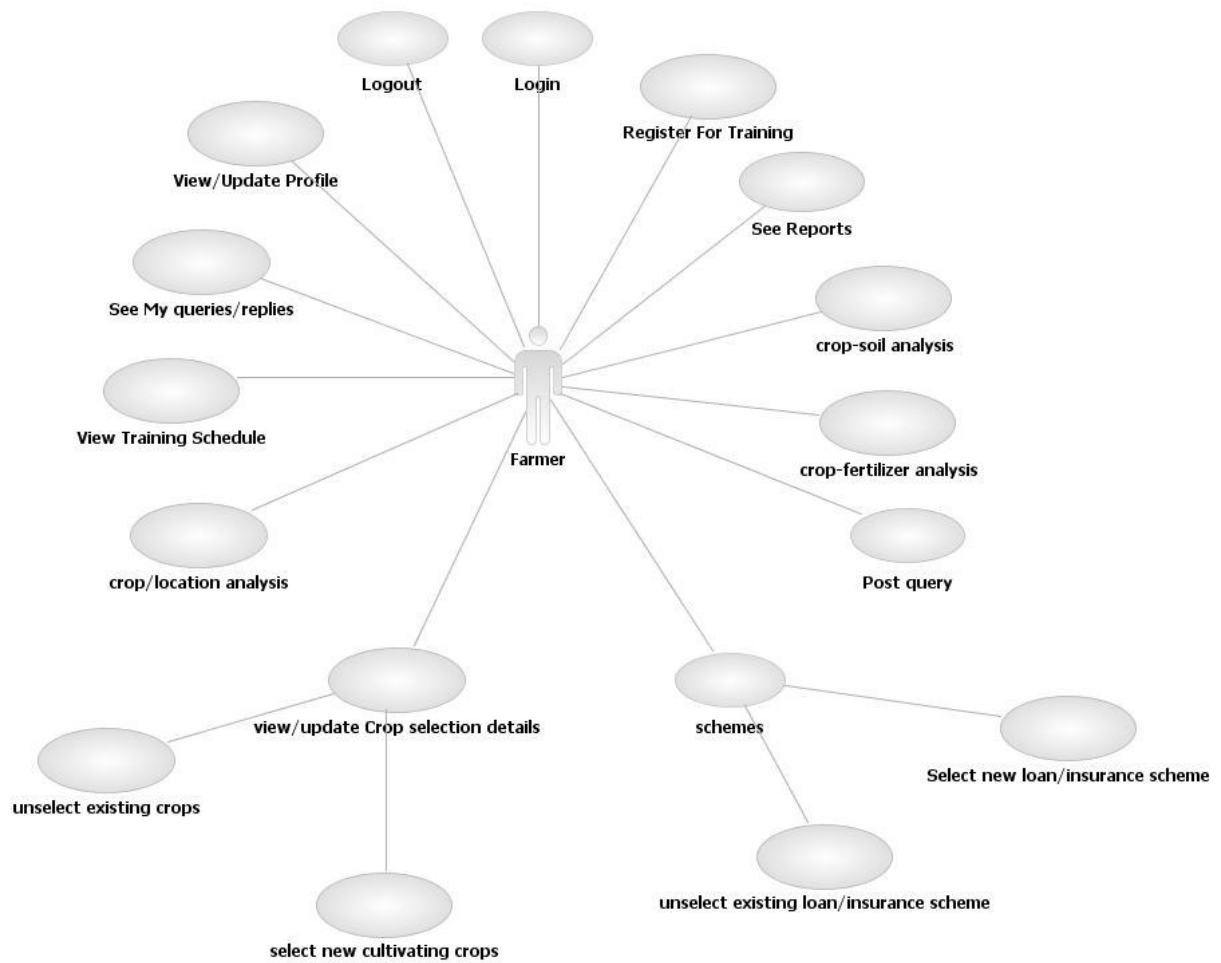 Logout
Login
Register For Training
View/Update Profile
See Reports
See My queries/replies
crop-soil analysis
View Training Schedule
Farmer
crop-fertilizer analysis
crop/location analysis
Post query
view/update Crop selection details
schemes
Select new loan/insurance scheme
unselect existing crops
unselect existing loan/insurance scheme
select new cultivating crops